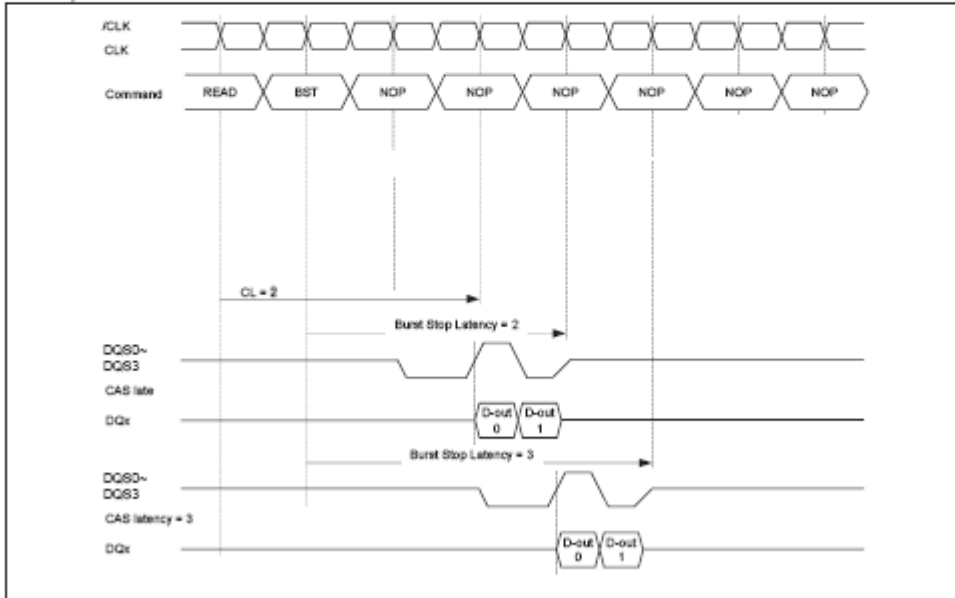 /CLK
CLK
Command READ BST NOP NOP NOP NOP NOP NOP
CL = 2
Burst Stop Latency = 2
DQS0~
DQS3
CAS late
DQx D-out 0 D-out 1
Burst Stop Latency = 3
DQS0~
DQS3
CAS latency = 3
DQx D-out 0 D-out 1